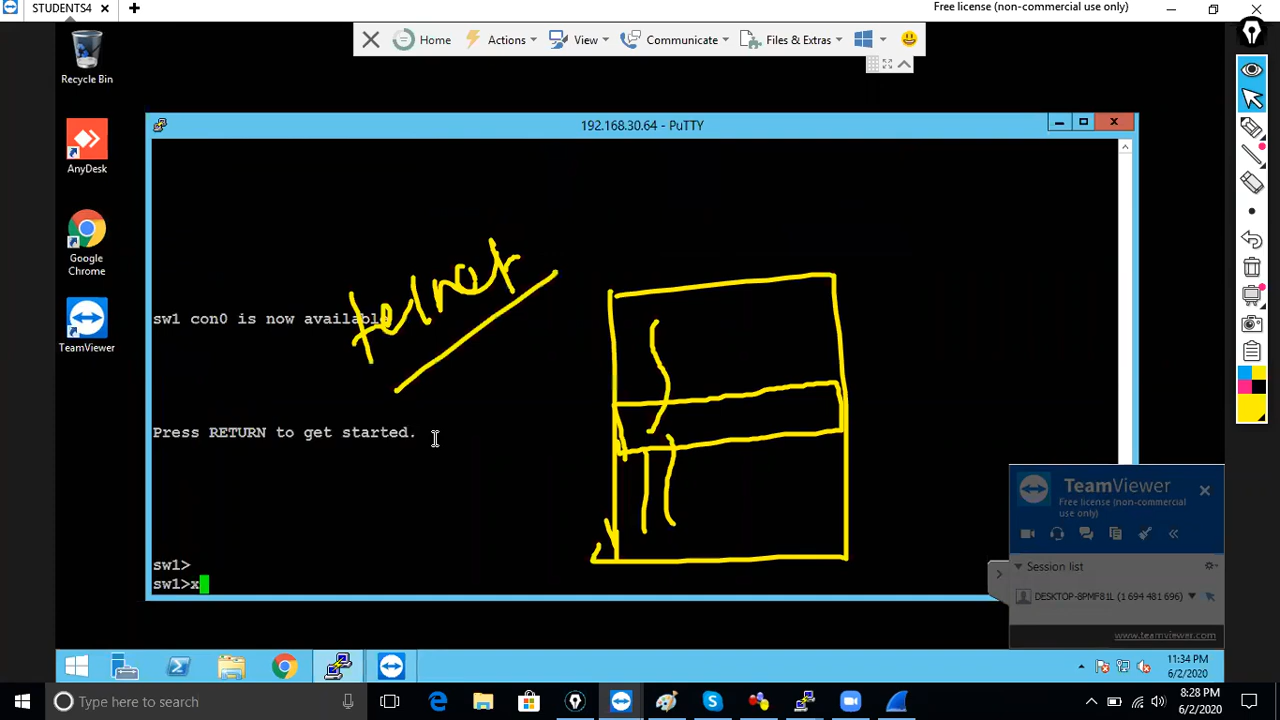 STUDENTS4
Free license (non-commercial use only)
Home
Actions
View
Communicate
Files & Extras
Recycle Bin
AnyDesk
Google
Chrome
TeamViewer
192.168.30.64 - PuTTY
telnet
sw1 con0 is now available
Press RETURN to get started.
sw1>
sw1>x
TeamViewer
Free license (non-commercial
use only)
Session list
DESKTOP-8PMF81L (1 694 481 696)
www.teamviewer.com
11:34 PM
6/2/2020
Type here to search
8:28 PM
6/2/2020